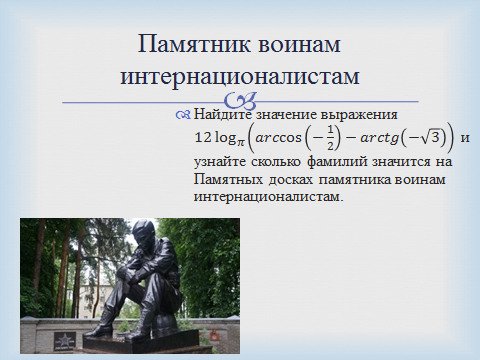 Памятник воинам
интернационалистам
Найдите значение выражения
12 log_π(arccos(−1/2) − arctg(−√3)) и
узнайте сколько фамилий значится на
Памятных досках памятника воинам
интернационалистам.